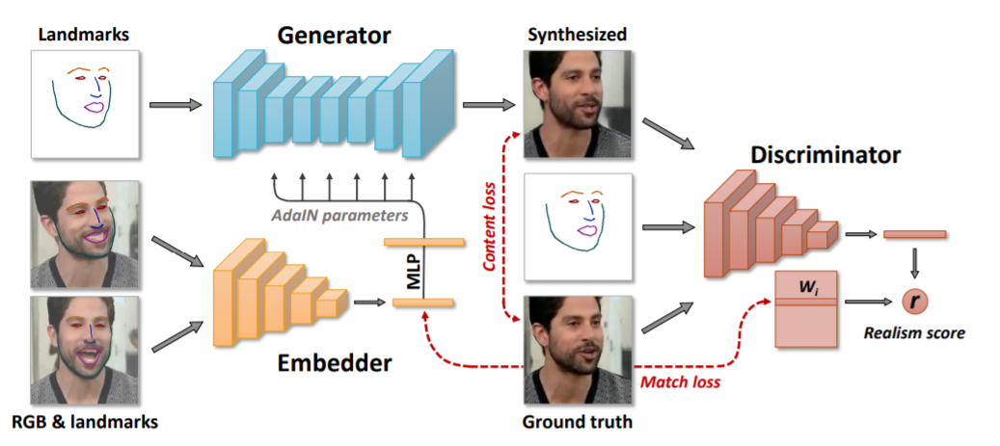 Landmarks
Generator
Synthesized
Discriminator
AdaIN parameters
Content loss
MLP
Wi
r
Realism score
Embedder
Match loss
RGB & landmarks
Ground truth